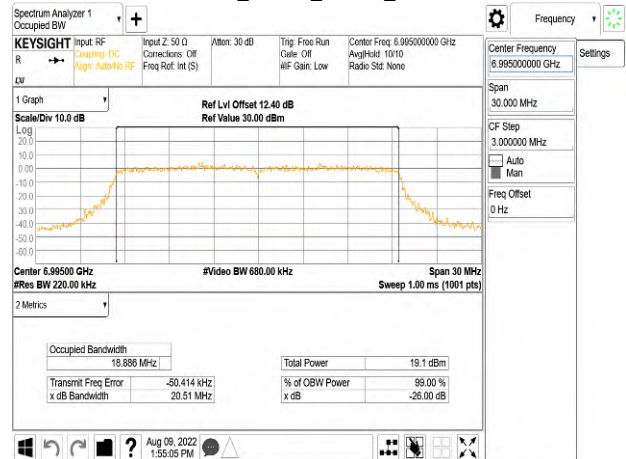 Spectrum Analyzer 1
Occupied BW
Frequency
KEYSIGHT
R
Input: RF
Coupling: DC
Align: Auto/No RF
Input Z: 50 Ω
Corrections: Off
Freq Ref: Int (S)
Atten: 30 dB
Trig: Free Run
Gate: Off
#IF Gain: Low
Center Freq: 6.995000000 GHz
Avg|Hold: 10/10
Radio Std: None
Center Frequency
6.995000000 GHz
Settings
Span
30.000 MHz
CF Step
3.000000 MHz
Auto
Man
Freq Offset
0 Hz
1 Graph
Scale/Div 10.0 dB
Ref Lvl Offset 12.40 dB
Ref Value 30.00 dBm
Log
20.0
10.0
0.00
-10.0
-20.0
-30.0
-40.0
-50.0
-60.0
Center 6.99500 GHz
#Res BW 220.00 kHz
#Video BW 680.00 kHz
Span 30 MHz
Sweep 1.00 ms (1001 pts)
2 Metrics
Occupied Bandwidth
18.886 MHz
Total Power 19.1 dBm
Transmit Freq Error -50.414 kHz
% of OBW Power 99.00 %
x dB Bandwidth 20.51 MHz
x dB -26.00 dB
Aug 09, 2022
1:55:05 PM